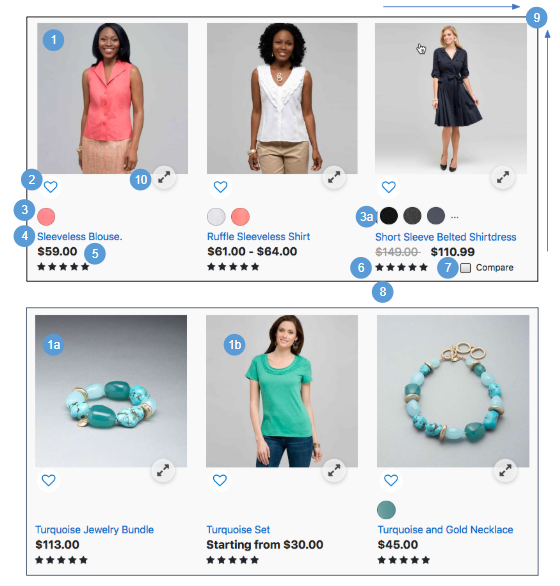 9
1
2
10
3
3a
...
4
Sleeveless Blouse.
Ruffle Sleeveless Shirt
Short Sleeve Belted Shirtdress
$59.00
5
$61.00 - $64.00
$149.00 $110.99
6
7
Compare
8
1a
1b
Turquoise Jewelry Bundle
Turquoise Set
Turquoise and Gold Necklace
$113.00
Starting from $30.00
$45.00